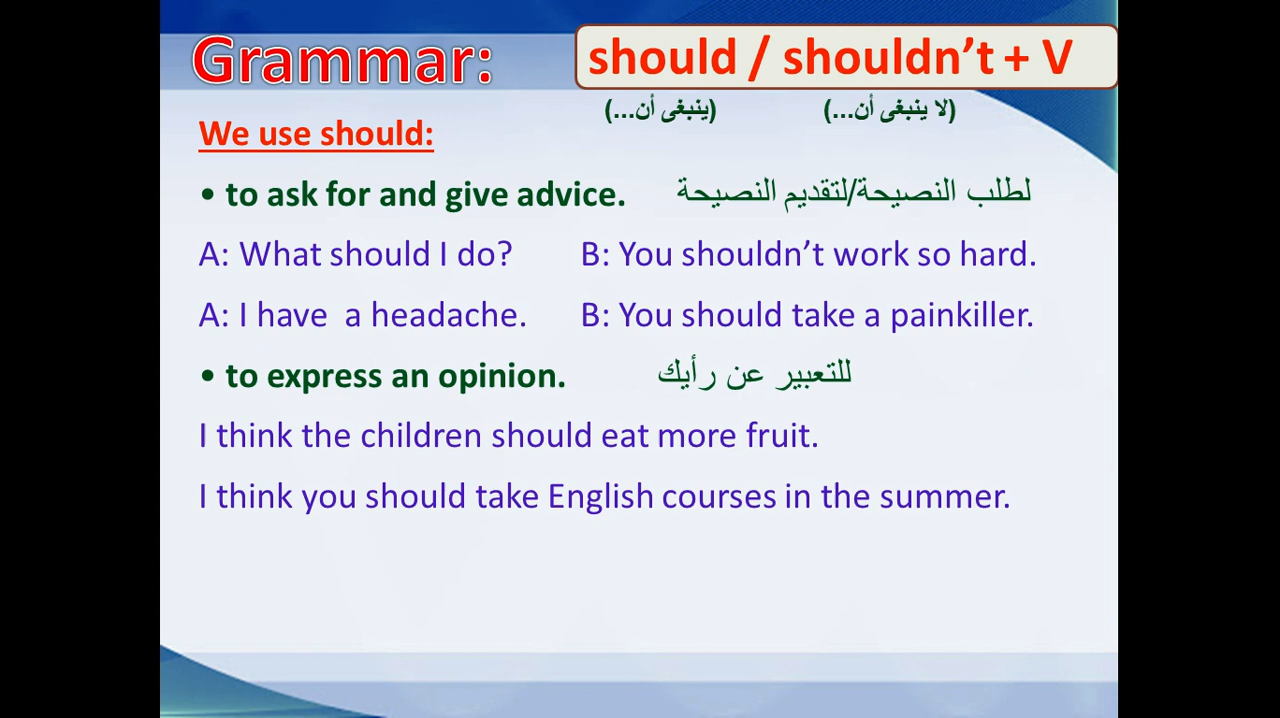 Grammar: should / shouldn’t + V
(ينبغى أن...) (لا ينبغى أن...)
We use should:
• to ask for and give advice. لطلب النصيحة/لتقديم النصيحة
A: What should I do? B: You shouldn’t work so hard.
A: I have a headache. B: You should take a painkiller.
• to express an opinion. للتعبير عن رأيك
I think the children should eat more fruit.
I think you should take English courses in the summer.